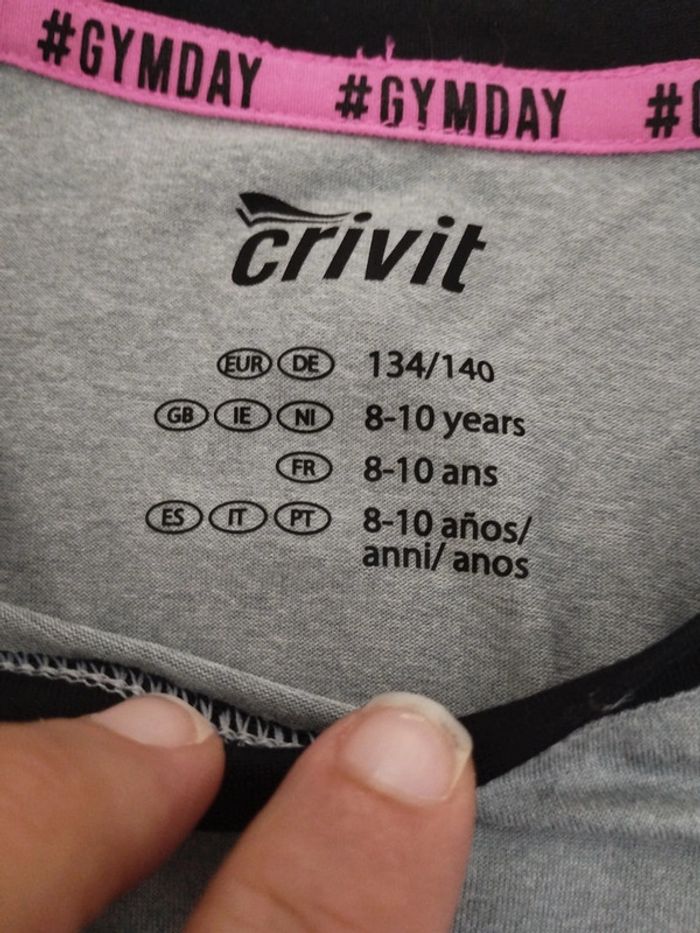 #GYMDAY #GYMDAY #G
crivit
EUR DE 134/140
GB IE NI 8-10 years
FR 8-10 ans
ES IT PT 8-10 años/
anni/ anos